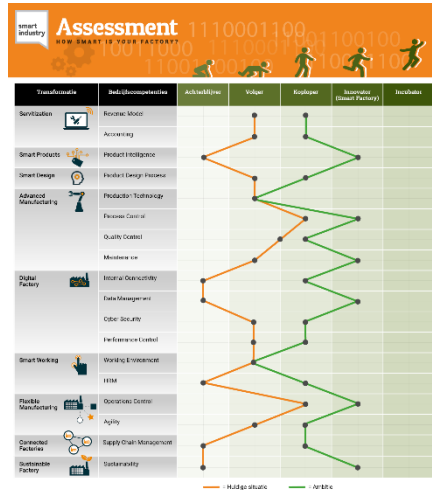 smart
industry
Assessment
HOW SMART IS YOUR FACTORY?
Transformatie
Bedrijfscompetenties
Achterblijver
Volger
Koploper
Innovator
(Smart Factory)
Incubator
Servitization
Revenue Model
Accounting
Smart Products
Product Intelligence
Smart Design
Product Design Process
Advanced
Manufacturing
Production Technology
Process Control
Quality Control
Maintenance
Digital
Factory
Internal Connectivity
Data Management
Cyber Security
Performance Control
Smart Working
Working Environment
HRM
Flexible
Manufacturing
Operations Control
Agility
Connected
Factories
Supply Chain Management
Sustainable
Factory
Sustainability
= Huidige situatie
= Ambitie